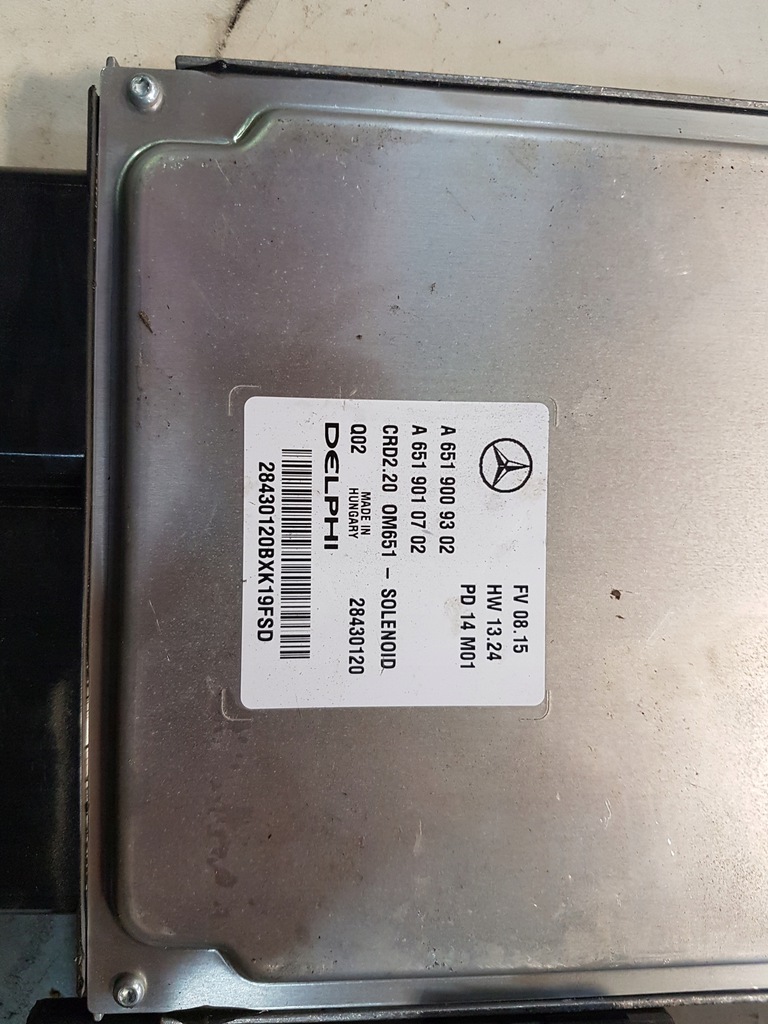 FV 08.15
HW 13.24
A 651 900 93 02 PD 14 M01
A 651 901 07 02
CRD2.20 OM651 - SOLENOID
Q02 MADE IN HUNGARY 28430120
DELPHI
28430120BXK19FSD